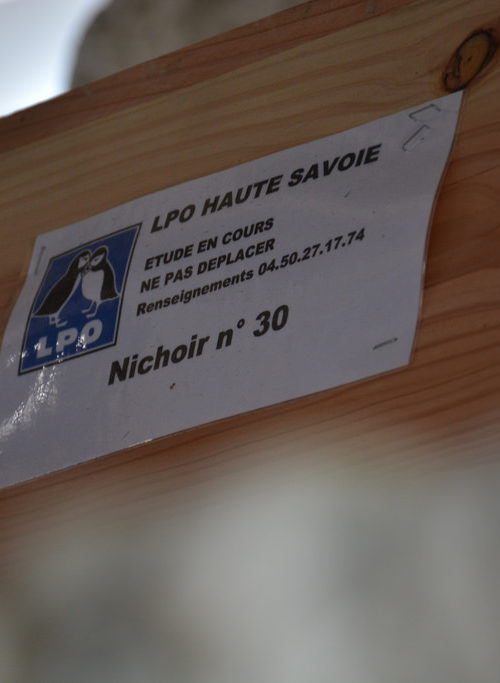 LPO HAUTE SAVOIE
ETUDE EN COURS
NE PAS DEPLACER
Renseignements 04.50.27.17.74
LPO
Nichoir n° 30